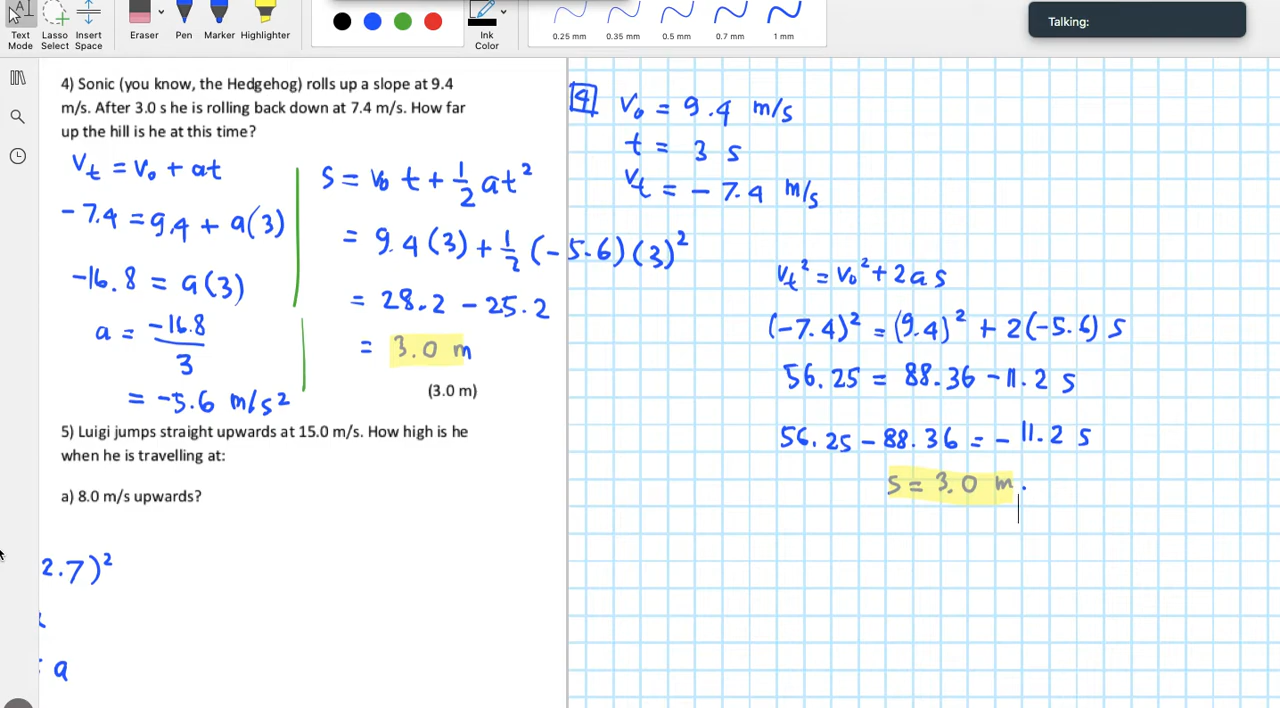 Talking:
Text Mode
Lasso Select
Insert Space
Eraser
Pen
Marker
Highlighter
Ink Color
0.25 mm
0.35 mm
0.5 mm
0.7 mm
1 mm
4) Sonic (you know, the Hedgehog) rolls up a slope at 9.4
m/s. After 3.0 s he is rolling back down at 7.4 m/s. How far
up the hill is he at this time?
Vt = V₀ + at
-7.4 = 9.4 + a(3)
-16.8 = a(3)
a = -16.8/3
= -5.6 m/s²
S = V₀ t + 1/2 at²
= 9.4 (3) + 1/2 (-5.6) (3)²
= 28.2 - 25.2
= 3.0 m
(3.0 m)
5) Luigi jumps straight upwards at 15.0 m/s. How high is he
when he is travelling at:
a) 8.0 m/s upwards?
2.7)²
a
4
V₀ = 9.4 m/s
t = 3 s
Vt = -7.4 m/s
Vt² = V₀² + 2 a s
(-7.4)² = (9.4)² + 2(-5.6) S
56.25 = 88.36 - 11.2 s
56.25 - 88.36 = - 11.2 s
S = 3.0 m.